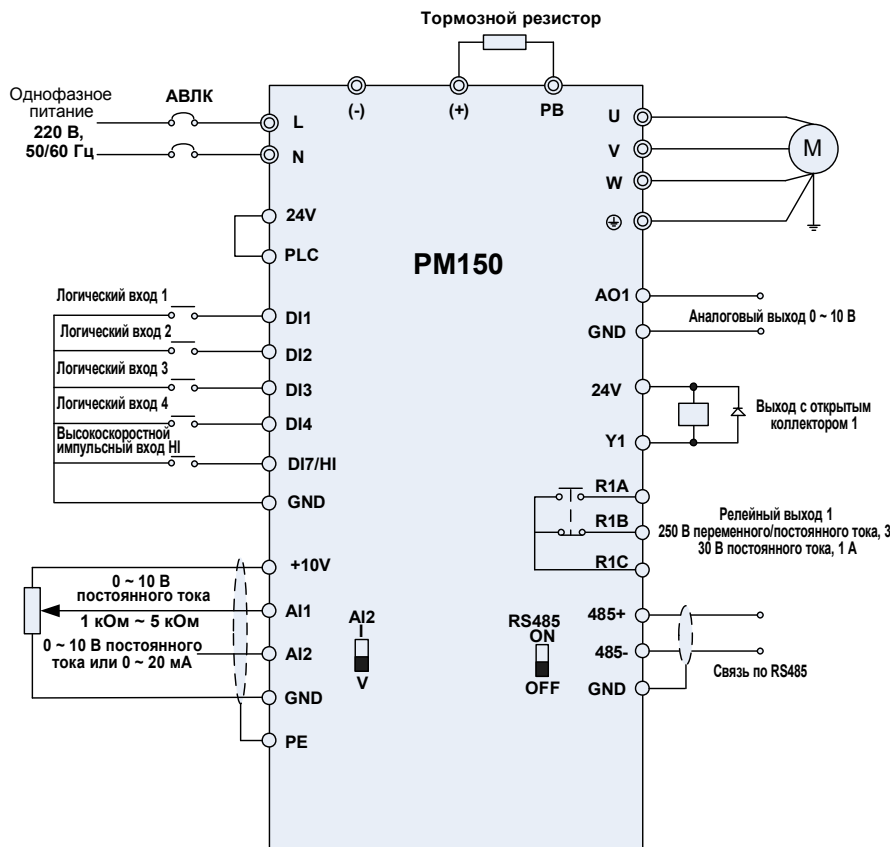 Тормозной резистор
Однофазное
питание
220 В,
50/60 Гц
АВЛК
L
N
(-)
(+)
PB
U
V
W
M
24V
PLC
PM150
Логический вход 1
DI1
Логический вход 2
DI2
Логический вход 3
DI3
Логический вход 4
DI4
Высокоскоростной
импульсный вход HI
DI7/HI
GND
AO1
GND
Аналоговый выход 0 ~ 10 В
24V
Y1
Выход с открытым
коллектором 1
R1A
R1B
R1C
Релейный выход 1
250 В переменного/постоянного тока, 3
30 В постоянного тока, 1 А
+10V
0 ~ 10 В
постоянного тока
1 кОм ~ 5 кОм
AI1
0 ~ 10 В постоянного
тока или 0 ~ 20 мА
AI2
GND
PE
AI2
I
V
RS485
ON
OFF
485+
485-
GND
Связь по RS485